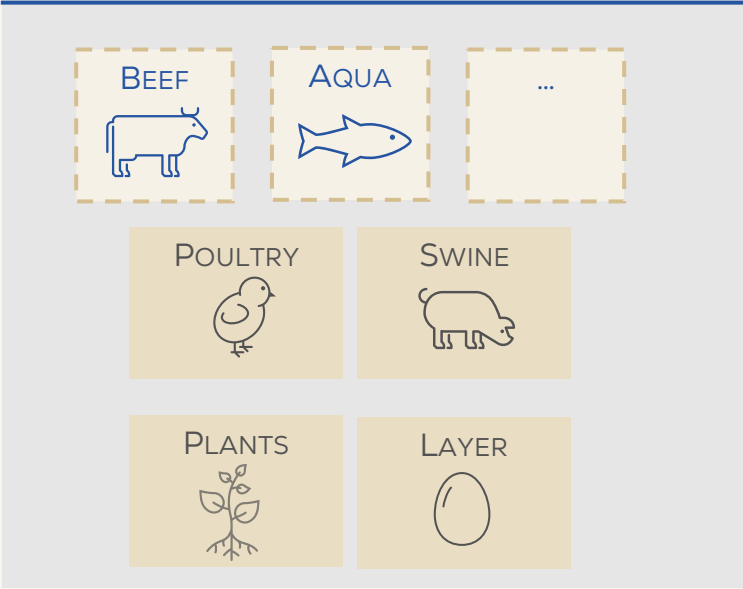 BEEF
AQUA
...
POULTRY
SWINE
PLANTS
LAYER